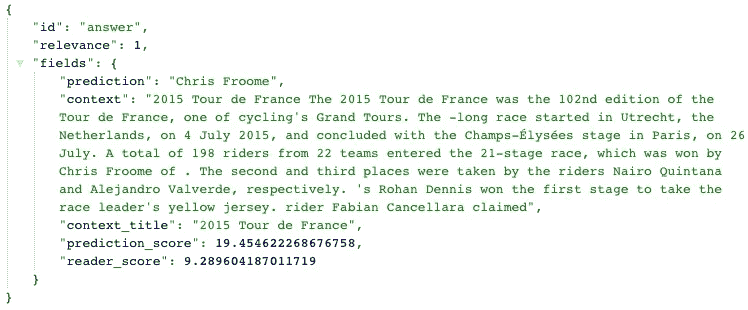 {
"id": "answer",
"relevance": 1,
"fields": {
"prediction": "Chris Froome",
"context": "2015 Tour de France The 2015 Tour de France was the 102nd edition of the
Tour de France, one of cycling's Grand Tours. The -long race started in Utrecht, the
Netherlands, on 4 July 2015, and concluded with the Champs-Élysées stage in Paris, on 26
July. A total of 198 riders from 22 teams entered the 21-stage race, which was won by
Chris Froome of . The second and third places were taken by the riders Nairo Quintana
and Alejandro Valverde, respectively. 's Rohan Dennis won the first stage to take the
race leader's yellow jersey. rider Fabian Cancellara claimed",
"context_title": "2015 Tour de France",
"prediction_score": 19.454622268676758,
"reader_score": 9.289604187011719
}
}